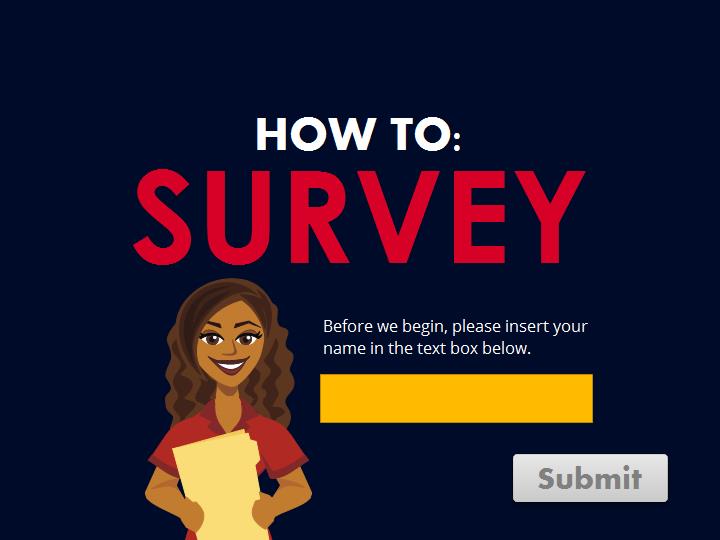 HOW TO:
SURVEY
Before we begin, please insert your
name in the text box below.
Submit